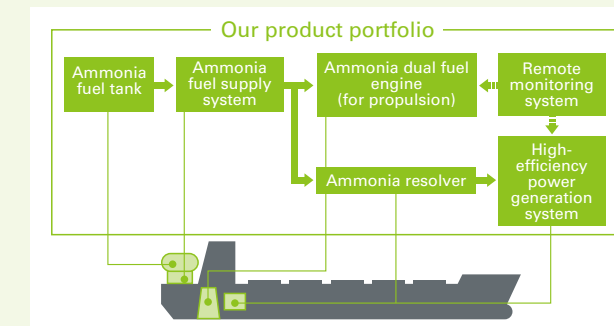 Our product portfolio
Ammonia
fuel tank
Ammonia
fuel supply
system
Ammonia dual fuel
engine
(for propulsion)
Remote
monitoring
system
Ammonia resolver
High-
efficiency
power
generation
system